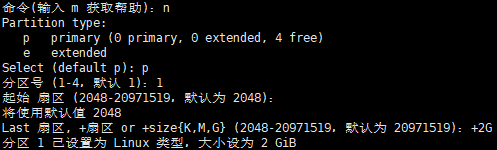 命令(输入 m 获取帮助)：n
Partition type:
   p   primary (0 primary, 0 extended, 4 free)
   e   extended
Select (default p): p
分区号 (1-4，默认 1)：1
起始 扇区 (2048-20971519，默认为 2048)：
将使用默认值 2048
Last 扇区, +扇区 or +size{K,M,G} (2048-20971519，默认为 20971519)：+2G
分区 1 已设置为 Linux 类型，大小设为 2 GiB